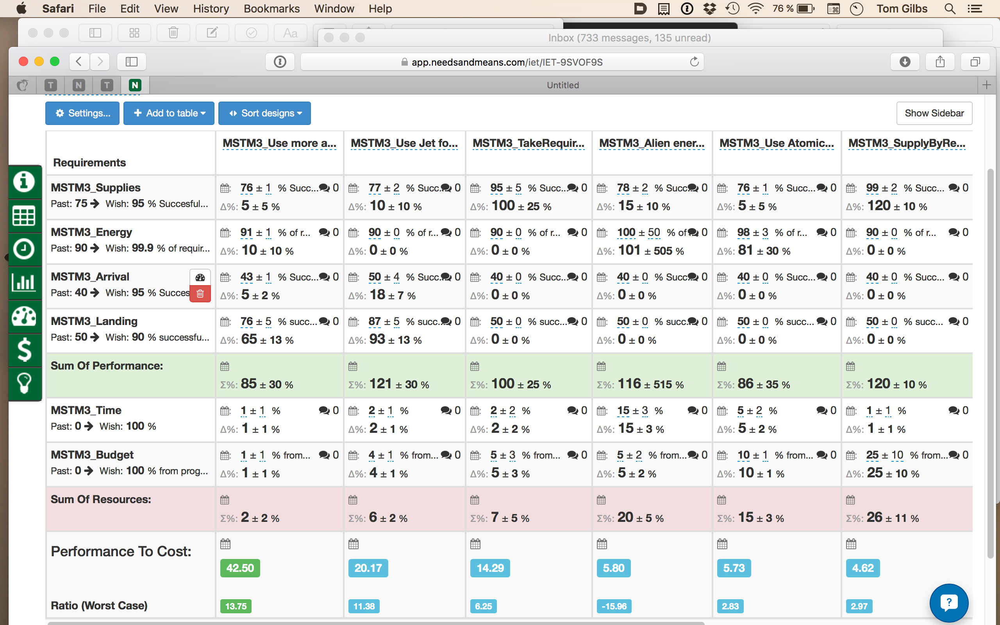 Safari File Edit View History Bookmarks Window Help 76 % Tom Gilbs
Aa
Inbox (733 messages, 135 unread)
app.needsandmeans.com/iet/IET-9SVOF9S
T N T N Untitled
Settings... Add to table Sort designs Show Sidebar
MSTM3_Use more a... MSTM3_Use Jet fo... MSTM3_TakeRequir... MSTM3_Alien ener... MSTM3_Use Atomic... MSTM3_SupplyByRe...
Requirements
MSTM3_Supplies 76 ± 1 % Succ... 0 77 ± 2 % Succ... 0 95 ± 5 % Succ... 0 78 ± 2 % Succ... 0 76 ± 1 % Succ... 0 99 ± 2 % Succ... 0
Past: 75 → Wish: 95 % Succesful... Δ%: 5 ± 5 % Δ%: 10 ± 10 % Δ%: 100 ± 25 % Δ%: 15 ± 10 % Δ%: 5 ± 5 % Δ%: 120 ± 10 %
MSTM3_Energy 91 ± 1 % of r... 0 90 ± 0 % of r... 0 90 ± 0 % of r... 0 100 ± 50 % of 0 98 ± 3 % of r... 0 90 ± 0 % of r... 0
Past: 90 → Wish: 99.9 % of requir... Δ%: 10 ± 10 % Δ%: 0 ± 0 % Δ%: 0 ± 0 % Δ%: 101 ± 505 % Δ%: 81 ± 30 % Δ%: 0 ± 0 %
MSTM3_Arrival 43 ± 1 % Succ... 0 50 ± 4 % Succ... 0 40 ± 0 % Succ... 0 40 ± 0 % Succ... 0 40 ± 0 % Succ... 0 40 ± 0 % Succ... 0
Past: 40 → Wish: 95 % Succes Δ%: 5 ± 2 % Δ%: 18 ± 7 % Δ%: 0 ± 0 % Δ%: 0 ± 0 % Δ%: 0 ± 0 % Δ%: 0 ± 0 %
MSTM3_Landing 76 ± 5 % succ... 0 87 ± 5 % succ... 0 50 ± 0 % succ... 0 50 ± 0 % succ... 0 50 ± 0 % succ... 0 50 ± 0 % succ... 0
Past: 50 → Wish: 90 % successfu... Δ%: 65 ± 13 % Δ%: 93 ± 13 % Δ%: 0 ± 0 % Δ%: 0 ± 0 % Δ%: 0 ± 0 % Δ%: 0 ± 0 %
Sum Of Performance:
Σ%: 85 ± 30 % Σ%: 121 ± 30 % Σ%: 100 ± 25 % Σ%: 116 ± 515 % Σ%: 86 ± 35 % Σ%: 120 ± 10 %
MSTM3_Time 1 ± 1 % 0 2 ± 1 % 0 2 ± 2 % 0 15 ± 3 % 0 5 ± 2 % 0 1 ± 1 % 0
Past: 0 → Wish: 100 % Δ%: 1 ± 1 % Δ%: 2 ± 1 % Δ%: 2 ± 2 % Δ%: 15 ± 3 % Δ%: 5 ± 2 % Δ%: 1 ± 1 %
MSTM3_Budget 1 ± 1 % from... 0 4 ± 1 % from... 0 5 ± 3 % from... 0 5 ± 2 % from... 0 10 ± 1 % from... 0 25 ± 10 % from... 0
Past: 0 → Wish: 100 % from prog... Δ%: 1 ± 1 % Δ%: 4 ± 1 % Δ%: 5 ± 3 % Δ%: 5 ± 2 % Δ%: 10 ± 1 % Δ%: 25 ± 10 %
Sum Of Resources:
Σ%: 2 ± 2 % Σ%: 6 ± 2 % Σ%: 7 ± 5 % Σ%: 20 ± 5 % Σ%: 15 ± 3 % Σ%: 26 ± 11 %
Performance To Cost:
42.50 20.17 14.29 5.80 5.73 4.62
Ratio (Worst Case) 13.75 11.38 6.25 -15.96 2.83 2.97